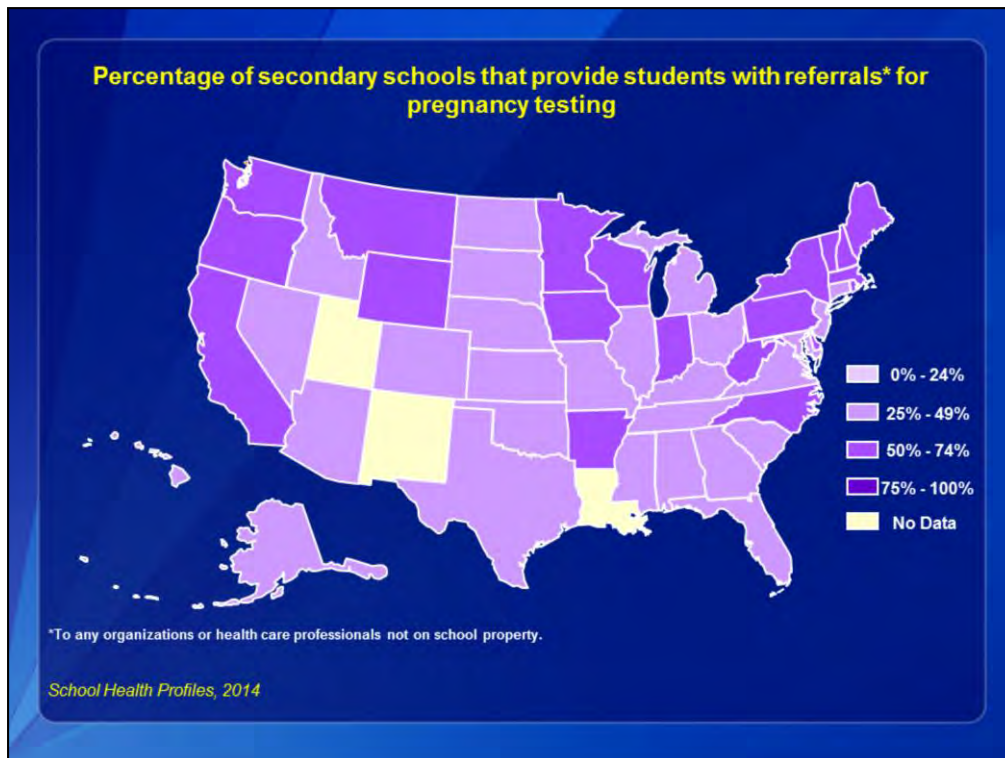 Percentage of secondary schools that provide students with referrals* for
pregnancy testing
0% - 24%
25% - 49%
50% - 74%
75% - 100%
No Data
*To any organizations or health care professionals not on school property.
School Health Profiles, 2014